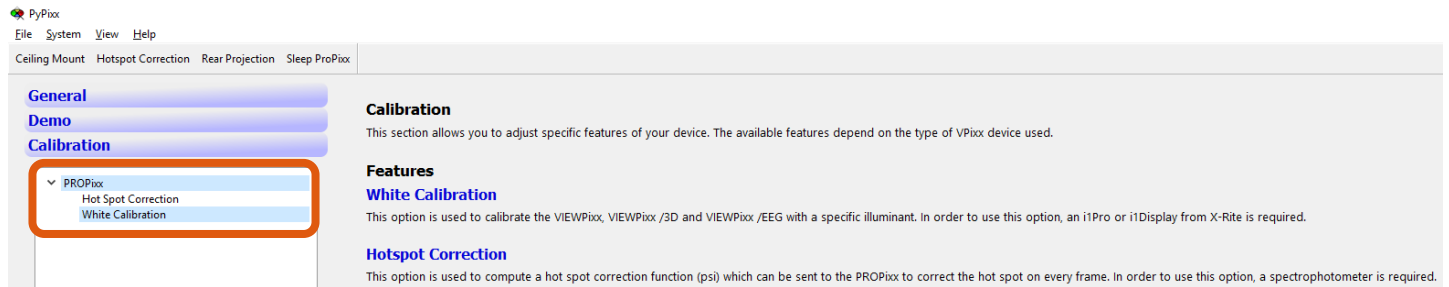 PyPixx
File System View Help
Ceiling Mount Hotspot Correction Rear Projection Sleep ProPixx
General
Demo
Calibration
PROPixx
Hot Spot Correction
White Calibration
Calibration
This section allows you to adjust specific features of your device. The available features depend on the type of VPixx device used.
Features
White Calibration
This option is used to calibrate the VIEWPixx, VIEWPixx /3D and VIEWPixx /EEG with a specific illuminant. In order to use this option, an i1Pro or i1Display from X-Rite is required.
Hotspot Correction
This option is used to compute a hot spot correction function (psi) which can be sent to the PROPixx to correct the hot spot on every frame. In order to use this option, a spectrophotometer is required.